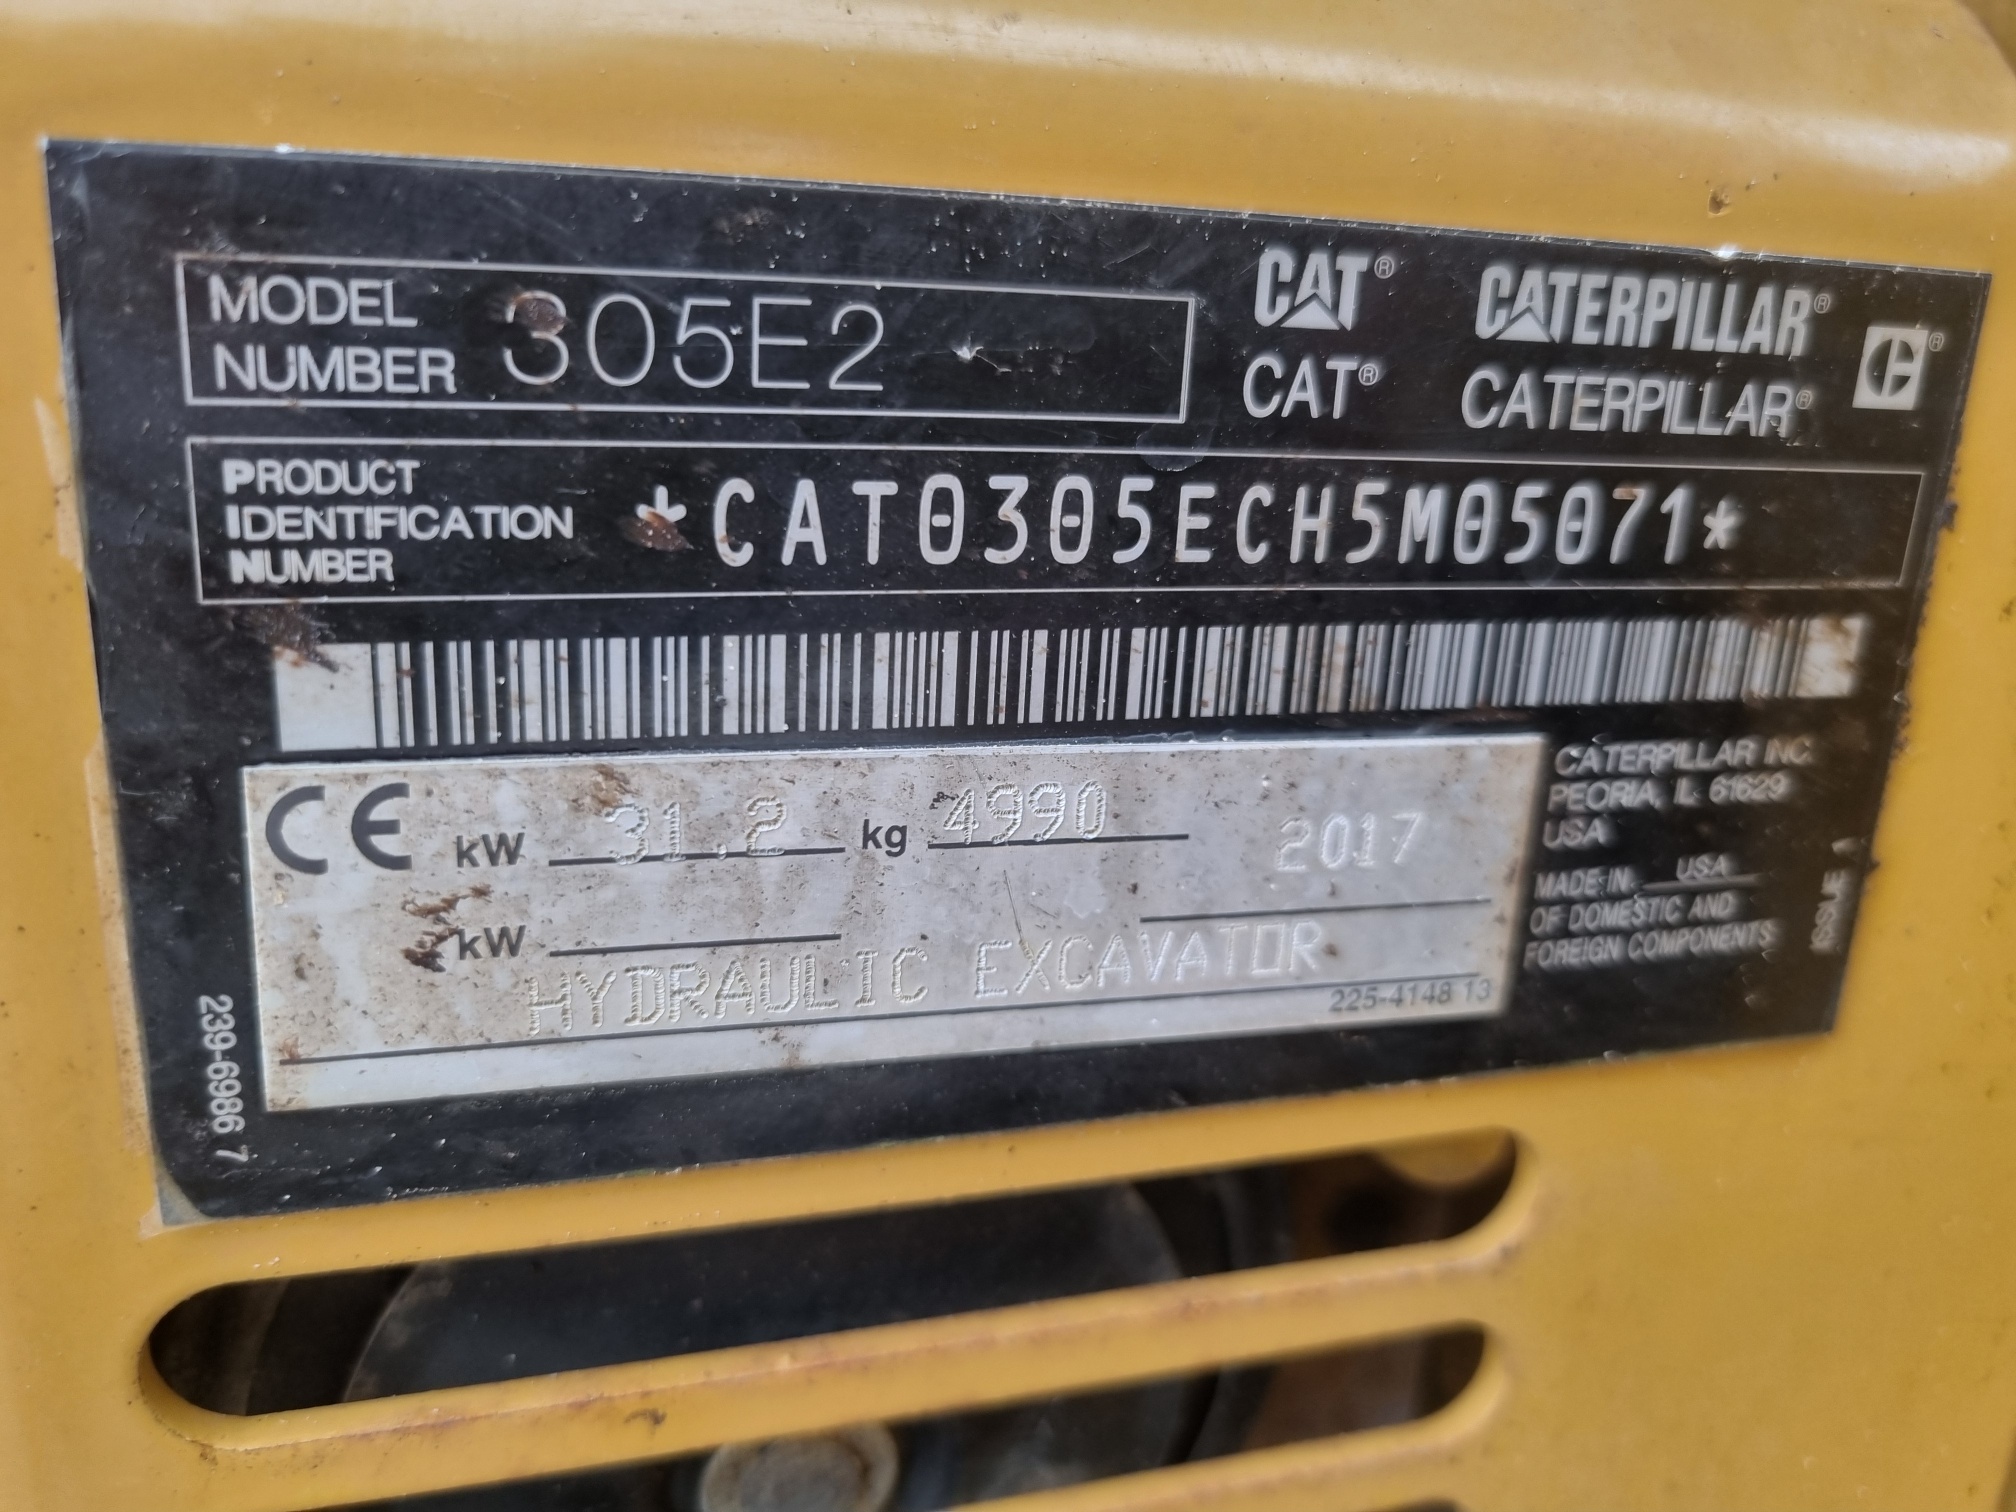 MODEL NUMBER 305E2
CAT® CATERPILLAR®
CAT® CATERPILLAR®
PRODUCT IDENTIFICATION NUMBER *CAT0305ECH5M05071*
CE kW 31.2 kg 4990 2017
kW
HYDRAULIC EXCAVATOR
225-4148 13
CATERPILLAR INC.
PEORIA, IL 61629
USA
MADE IN USA
OF DOMESTIC AND
FOREIGN COMPONENTS
ISSUE A
239-6986 7